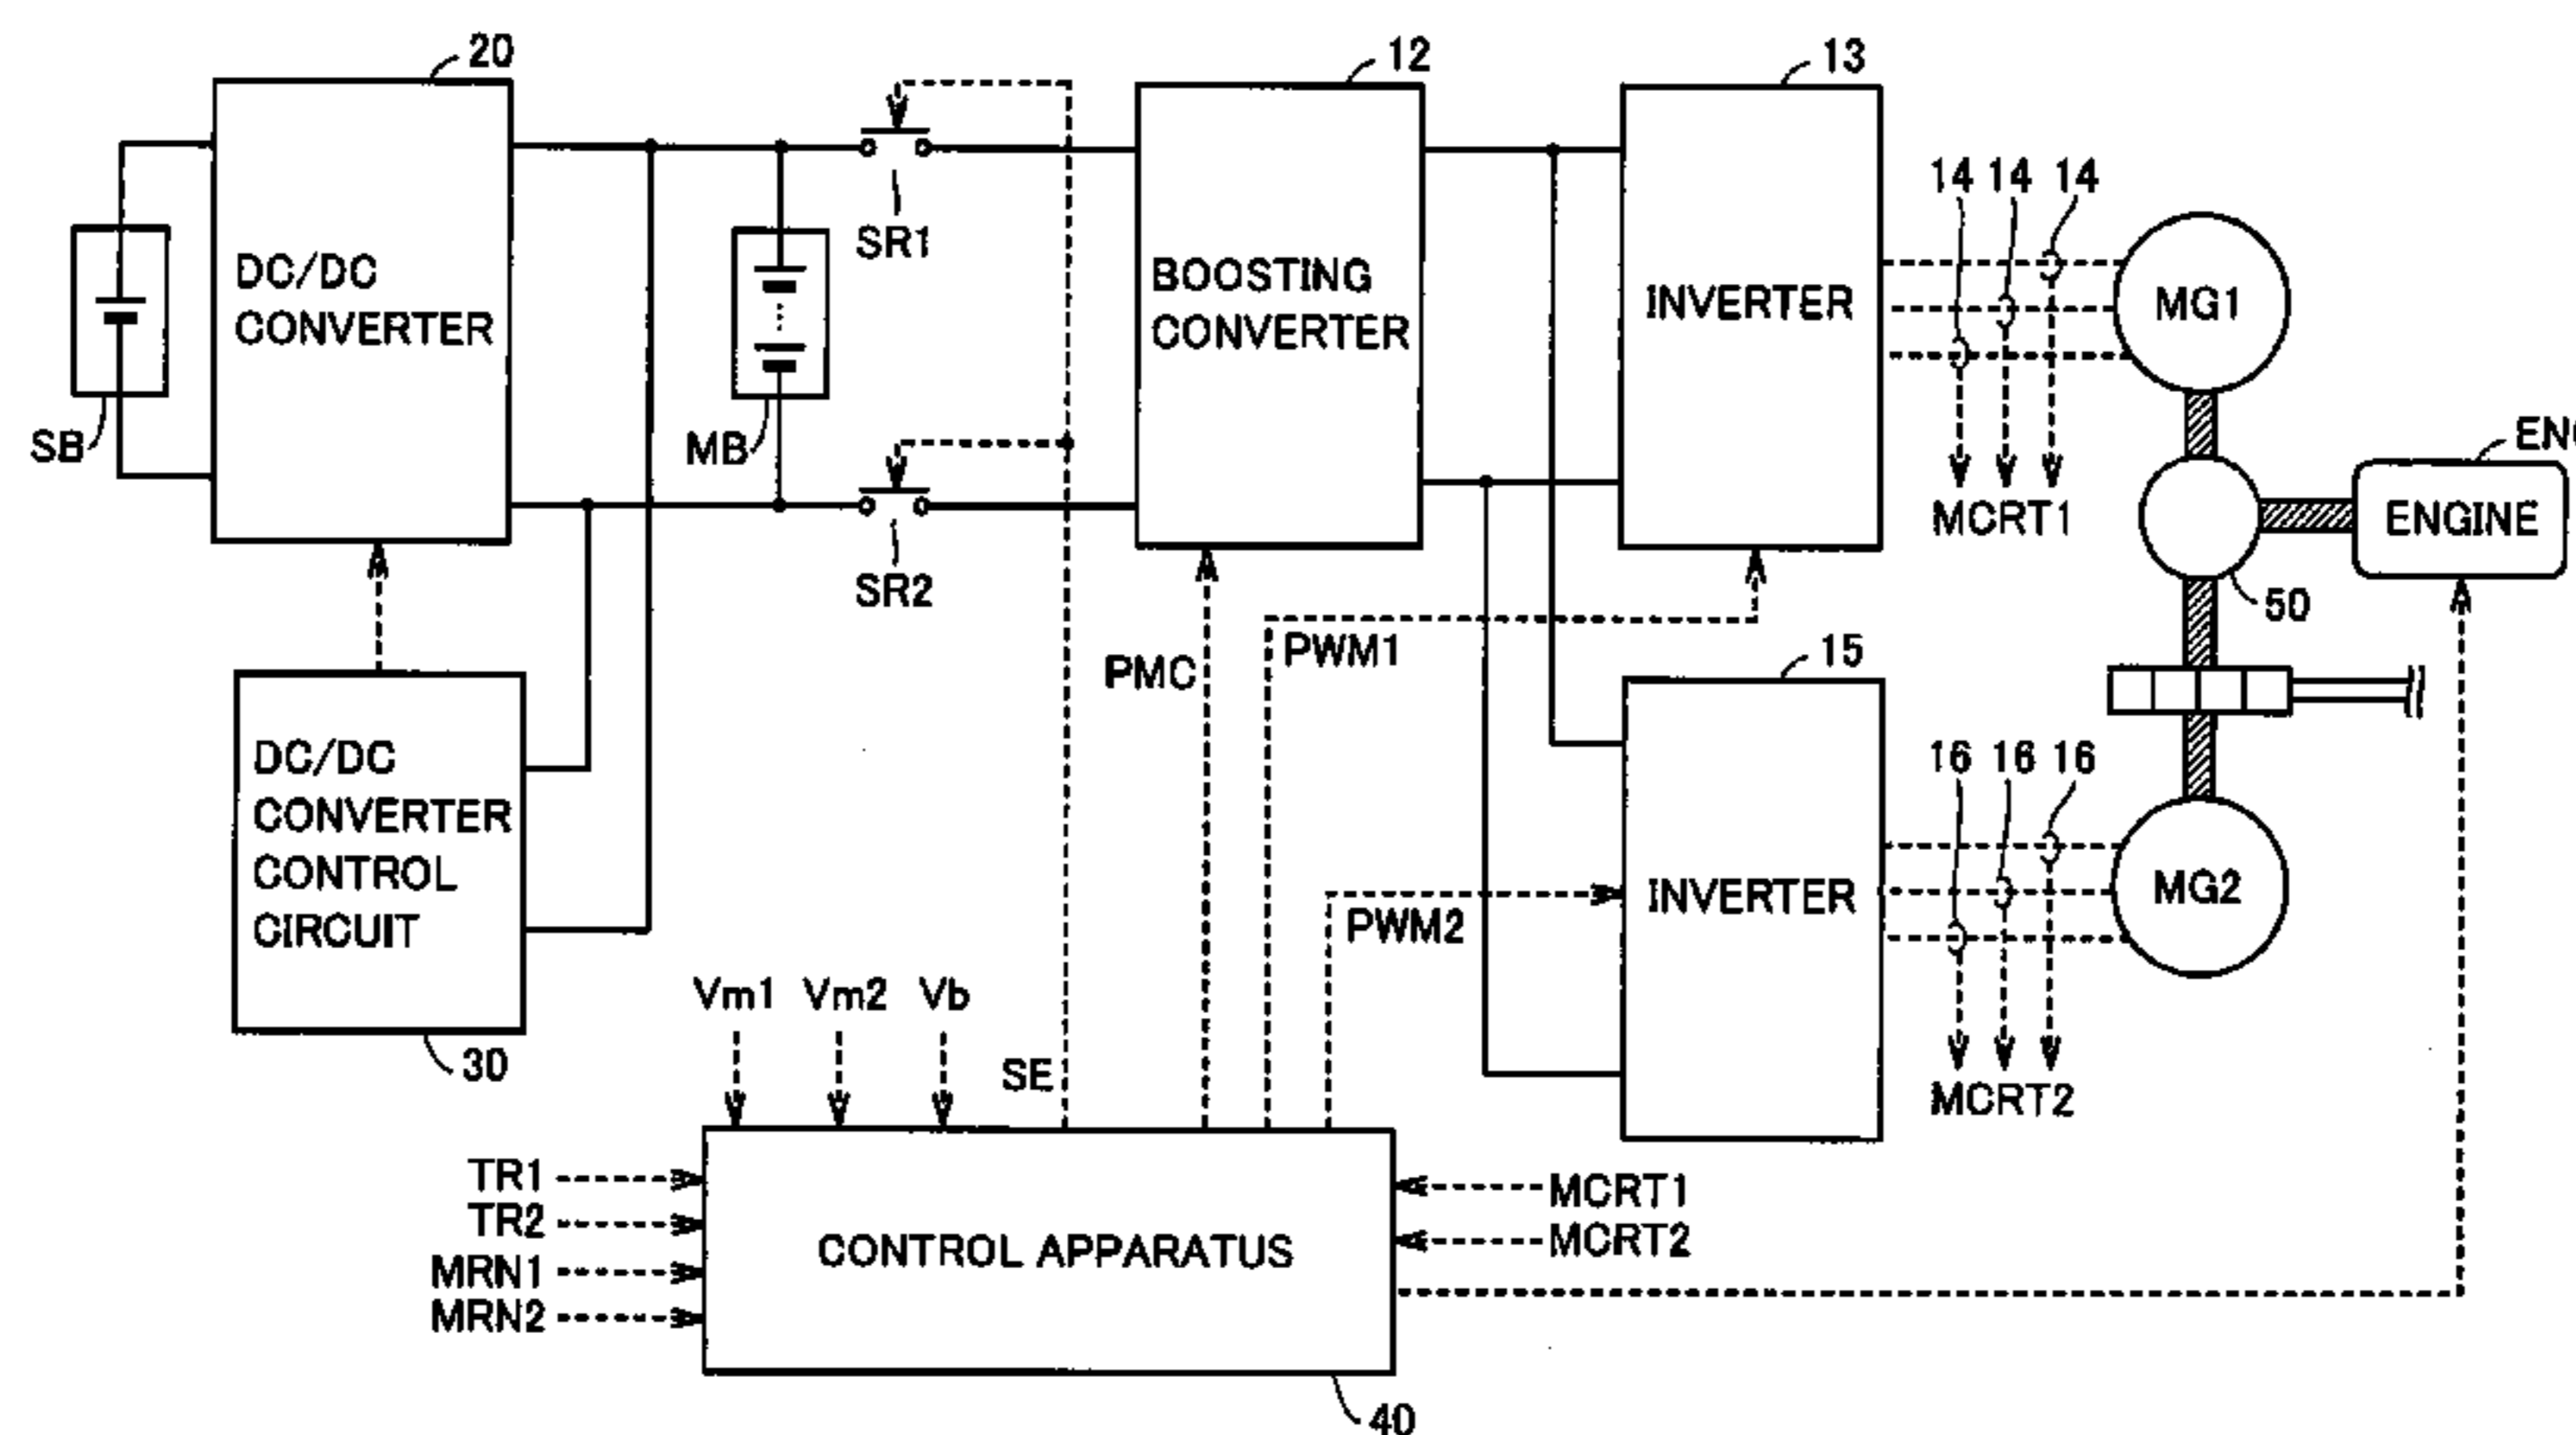 20
12
13
14 14 14
SR1
DC/DC
CONVERTER
BOOSTING
CONVERTER
INVERTER
MG1
SB
MB
SR2
MCRT1
ENG
ENGINE
50
PMC
PWM1
15
DC/DC
CONVERTER
CONTROL
CIRCUIT
16 16 16
INVERTER
MG2
PWM2
30
Vm1 Vm2 Vb
SE
MCRT2
TR1
TR2
MRN1
MRN2
CONTROL APPARATUS
MCRT1
MCRT2
40